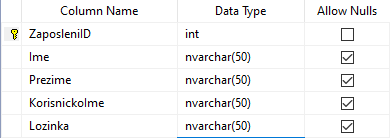 Column Name Data Type Allow Nulls
ZaposleniID int
Ime nvarchar(50)
Prezime nvarchar(50)
KorisnickoIme nvarchar(50)
Lozinka nvarchar(50)